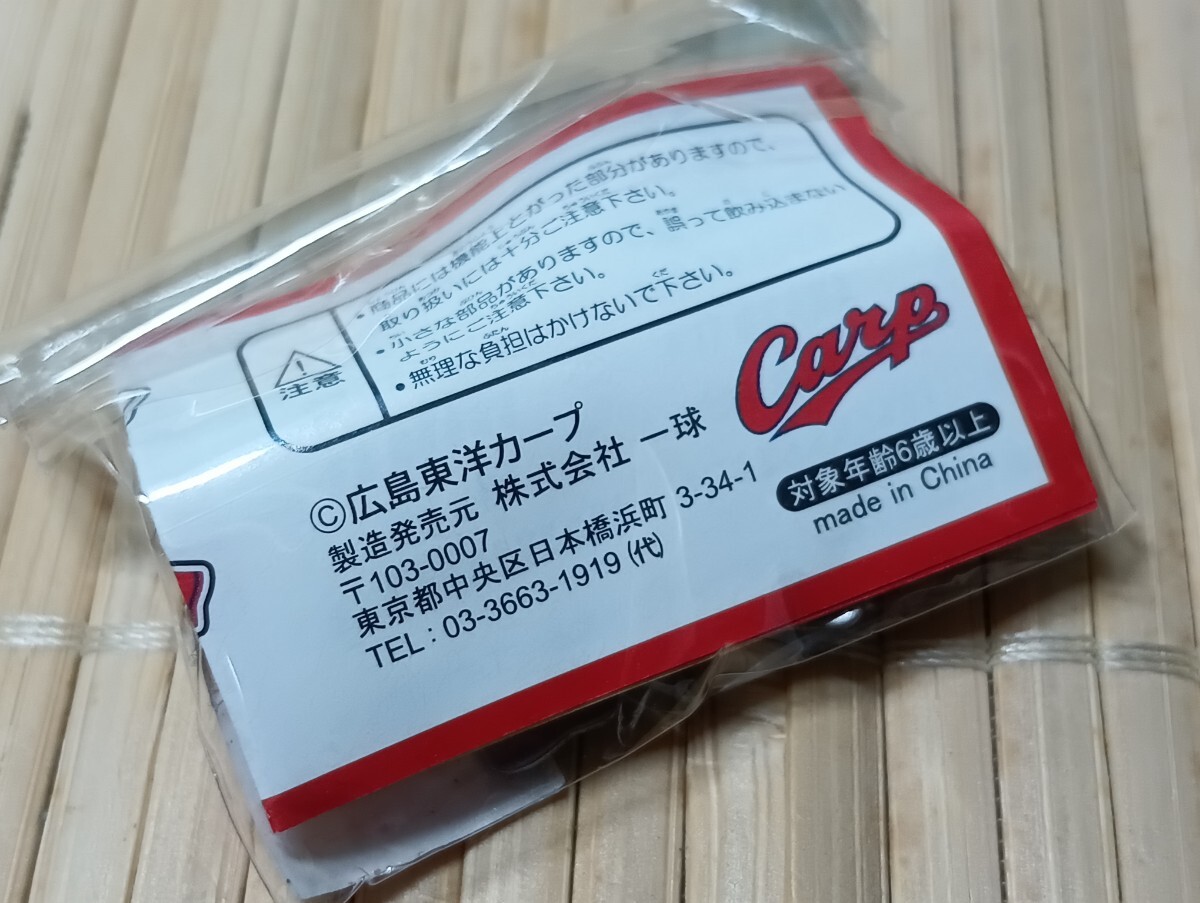 注意
・商品には機能上とがった部分がありますので、
取り扱いには十分ご注意下さい。
・小さな部品がありますので、誤って飲み込まない
ようにご注意下さい。
・無理な負担はかけないで下さい。
Carp
©広島東洋カープ
製造発売元 株式会社 一球
〒103-0007
東京都中央区日本橋浜町 3-34-1
TEL : 03-3663-1919 (代)
対象年齢6歳以上
made in China